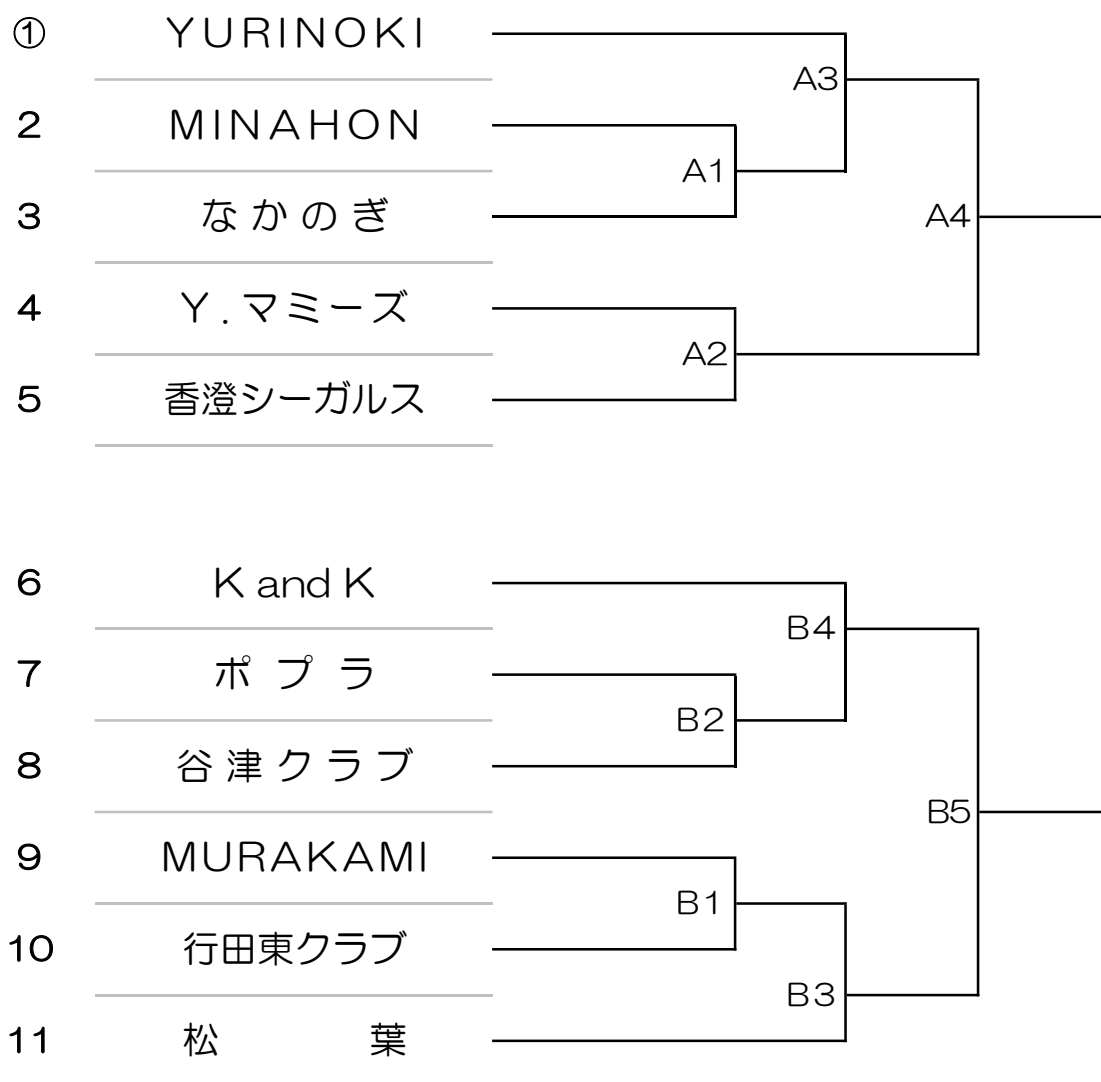 ① YURINOKI
A3
2 MINAHON
A1
3 なかのぎ
A4
4 Y.マミーズ
A2
5 香澄シーガルス
6 K and K
B4
7 ポプラ
B2
8 谷津クラブ
B5
9 MURAKAMI
B1
10 行田東クラブ
B3
11 松 葉